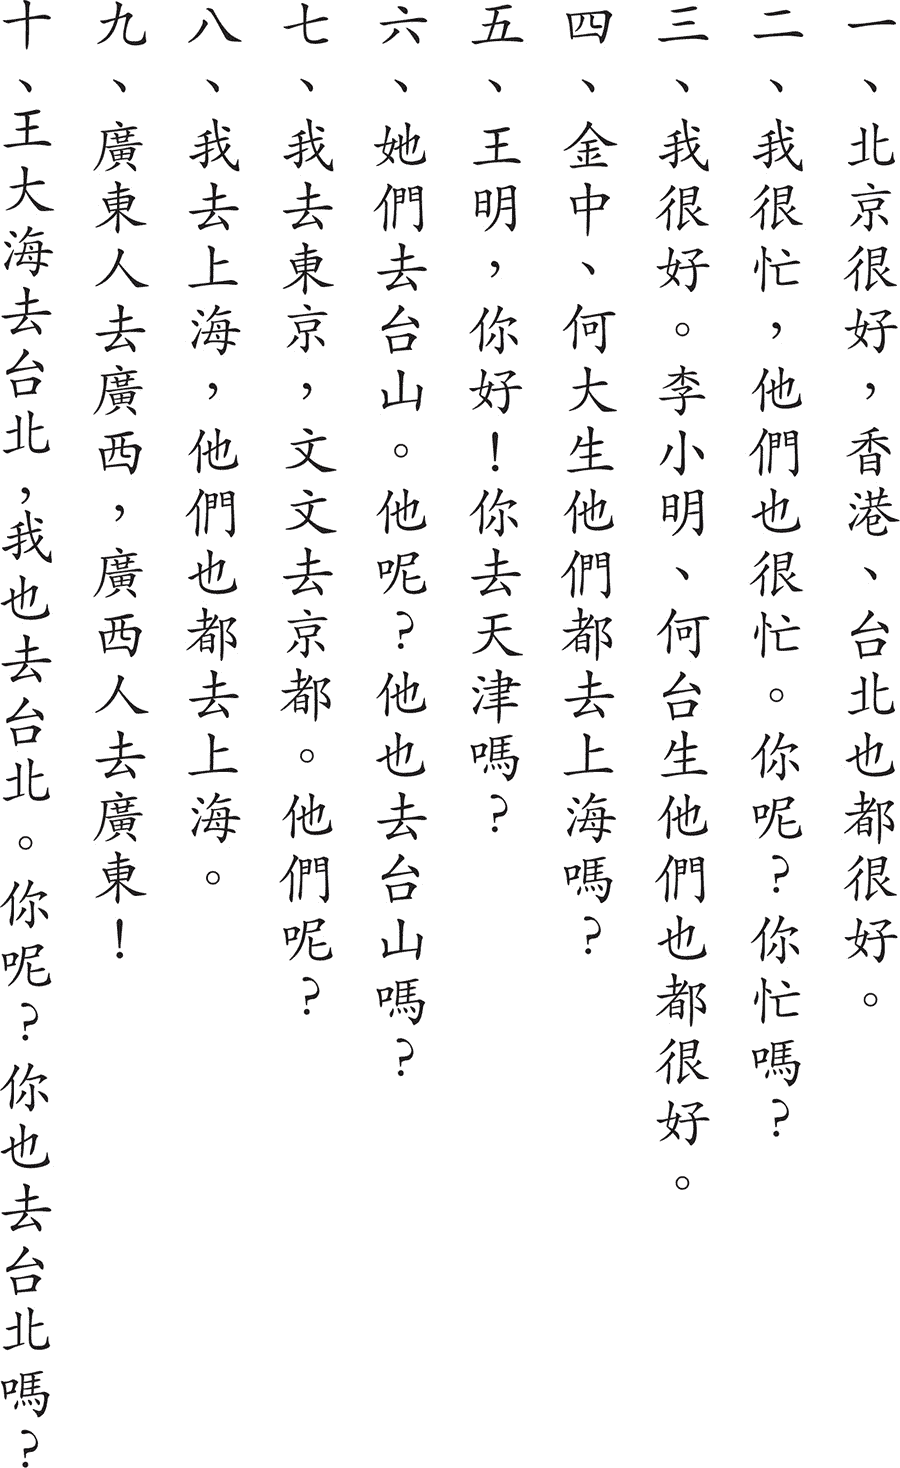 一、北京很好，香港、台北也都很好。
二、我很忙，他們也很忙。你呢？你忙嗎？
三、我很好。李小明、何台生他們也都很好。
四、金中、何大生他們都去上海嗎？
五、王明，你好！你去天津嗎？
六、她們去台山。他呢？他也去台山嗎？
七、我去東京，文文去京都。他們呢？
八、我去上海，他們也都去上海。
九、廣東人去廣西，廣西人去廣東！
十、王大海去台北，我也去台北。你呢？你也去台北嗎？